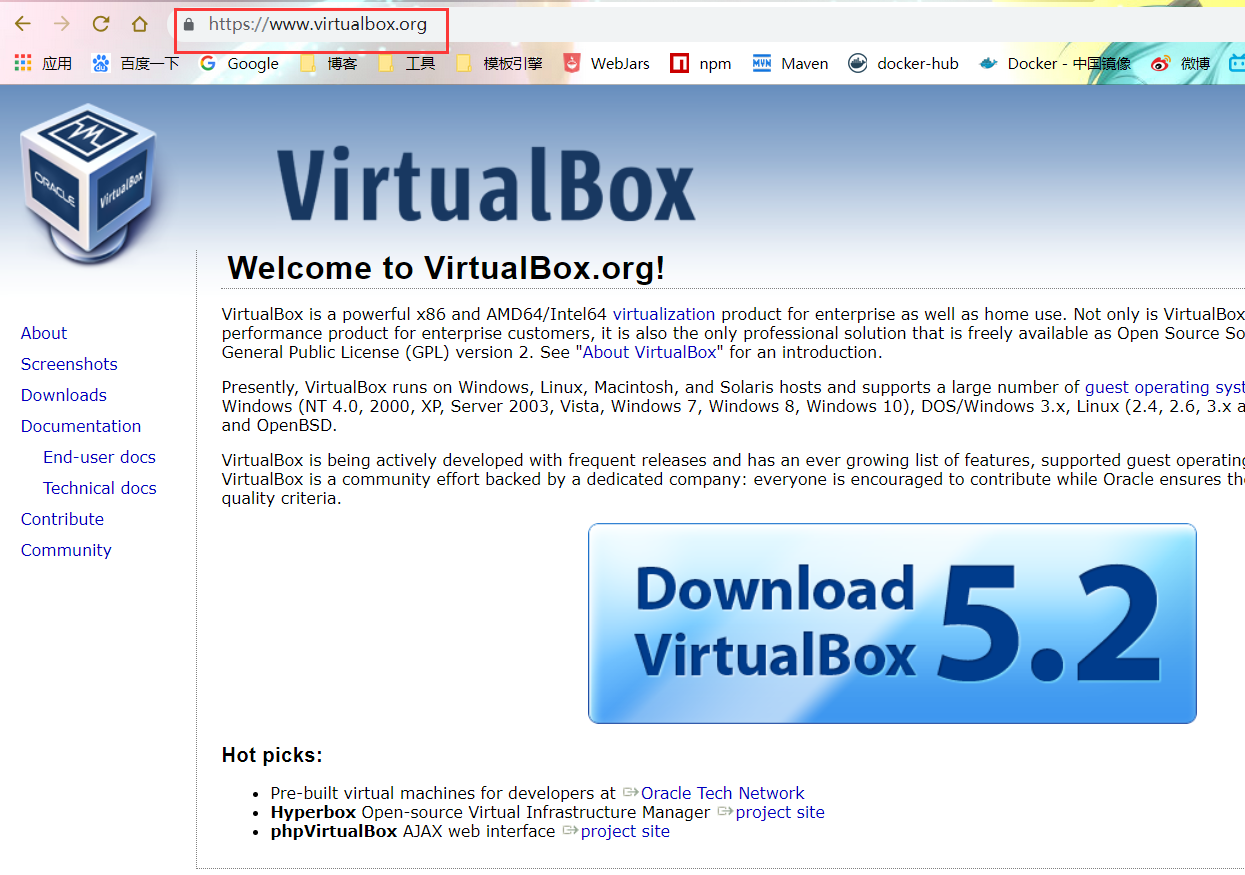 https://www.virtualbox.org
应用 百度一下 Google 博客 工具 模板引擎 WebJars npm MVN Maven docker-hub Docker - 中国镜像 微博
ORACLE VirtualBox
VirtualBox
Welcome to VirtualBox.org!
VirtualBox is a powerful x86 and AMD64/Intel64 virtualization product for enterprise as well as home use. Not only is VirtualBox
performance product for enterprise customers, it is also the only professional solution that is freely available as Open Source So
General Public License (GPL) version 2. See "About VirtualBox" for an introduction.
Presently, VirtualBox runs on Windows, Linux, Macintosh, and Solaris hosts and supports a large number of guest operating syst
Windows (NT 4.0, 2000, XP, Server 2003, Vista, Windows 7, Windows 8, Windows 10), DOS/Windows 3.x, Linux (2.4, 2.6, 3.x a
and OpenBSD.
VirtualBox is being actively developed with frequent releases and has an ever growing list of features, supported guest operating
VirtualBox is a community effort backed by a dedicated company: everyone is encouraged to contribute while Oracle ensures the
quality criteria.
About
Screenshots
Downloads
Documentation
End-user docs
Technical docs
Contribute
Community
Download
VirtualBox 5.2
Hot picks:
• Pre-built virtual machines for developers at Oracle Tech Network
• Hyperbox Open-source Virtual Infrastructure Manager project site
• phpVirtualBox AJAX web interface project site